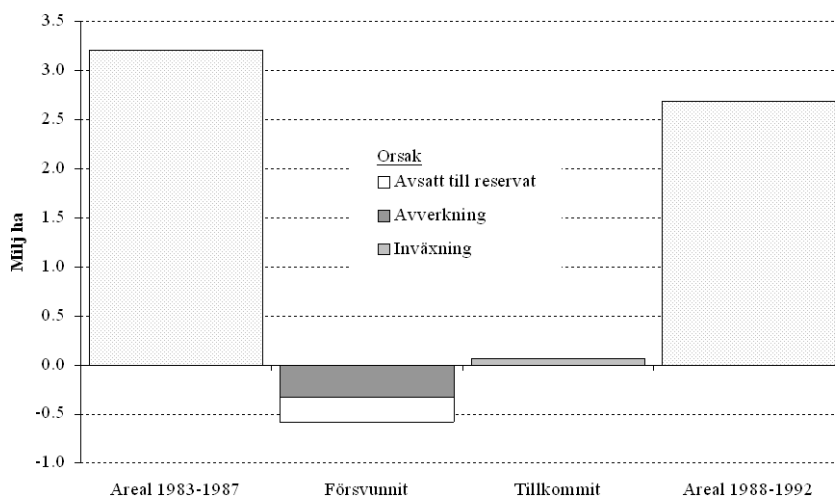 3.5
3.0
2.5
2.0
1.5
1.0
0.5
0.0
-0.5
-1.0
Milj ha
Orsak
Avsatt till reservat
Avverkning
Inväxning
Areal 1983-1987 Försvunnit Tillkommit Areal 1988-1992